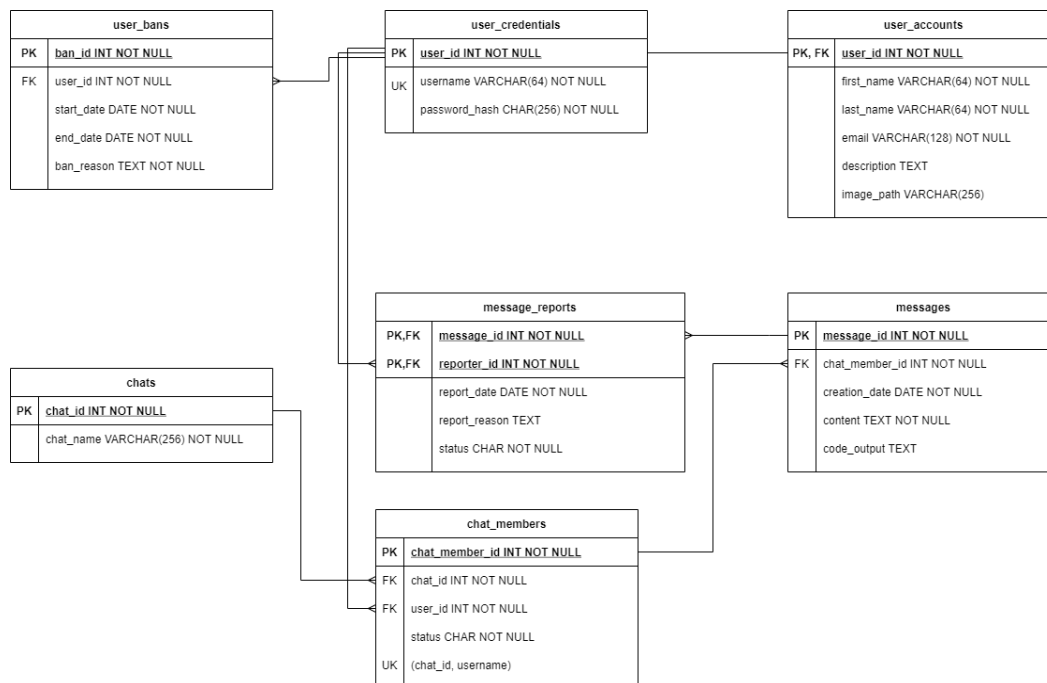 user_bans
PK ban_id INT NOT NULL
FK user_id INT NOT NULL
start_date DATE NOT NULL
end_date DATE NOT NULL
ban_reason TEXT NOT NULL
user_credentials
PK user_id INT NOT NULL
UK username VARCHAR(64) NOT NULL
password_hash CHAR(256) NOT NULL
user_accounts
PK, FK user_id INT NOT NULL
first_name VARCHAR(64) NOT NULL
last_name VARCHAR(64) NOT NULL
email VARCHAR(128) NOT NULL
description TEXT
image_path VARCHAR(256)
message_reports
PK,FK message_id INT NOT NULL
PK,FK reporter_id INT NOT NULL
report_date DATE NOT NULL
report_reason TEXT
status CHAR NOT NULL
messages
PK message_id INT NOT NULL
FK chat_member_id INT NOT NULL
creation_date DATE NOT NULL
content TEXT NOT NULL
code_output TEXT
chats
PK chat_id INT NOT NULL
chat_name VARCHAR(256) NOT NULL
chat_members
PK chat_member_id INT NOT NULL
FK chat_id INT NOT NULL
FK user_id INT NOT NULL
status CHAR NOT NULL
UK (chat_id, username)